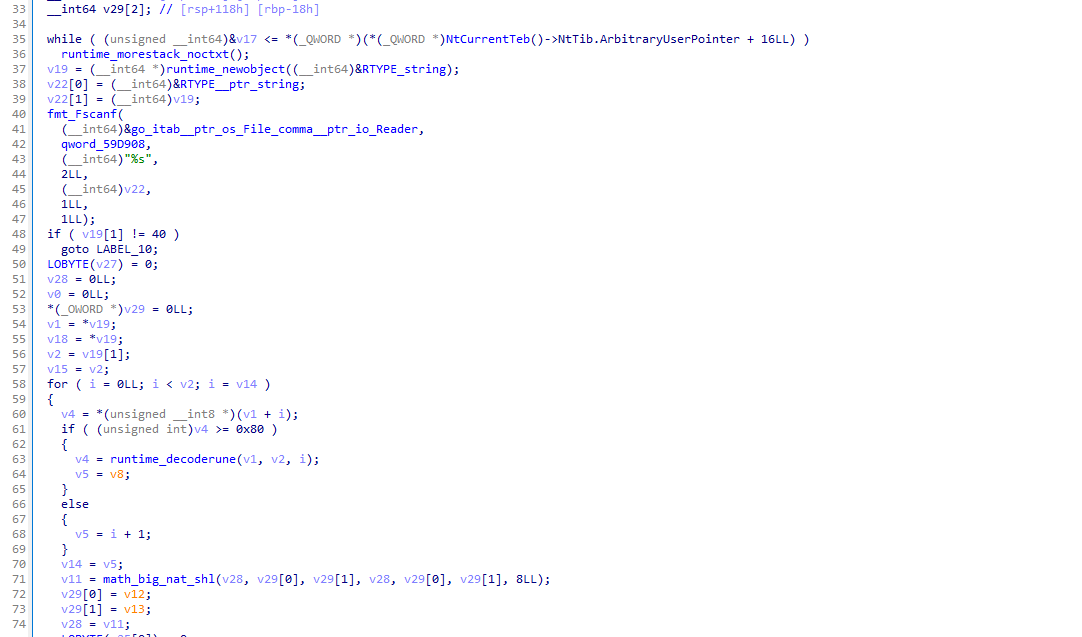 33 __int64 v29[2]; // [rsp+118h] [rbp-18h]
34
35 while ( (unsigned __int64)&v17 <= *(_QWORD *)(*(_QWORD *)NtCurrentTeb()->NtTib.ArbitraryUserPointer + 16LL) )
36 runtime_morestack_noctxt();
37 v19 = (__int64 *)runtime_newobject((__int64)&RTYPE_string);
38 v22[0] = (__int64)&RTYPE__ptr_string;
39 v22[1] = (__int64)v19;
40 fmt_Fscanf(
41 (__int64)&go_itab__ptr_os_File_comma__ptr_io_Reader,
42 qword_59D908,
43 (__int64)"%s",
44 2LL,
45 (__int64)v22,
46 1LL,
47 1LL);
48 if ( v19[1] != 40 )
49 goto LABEL_10;
50 LOBYTE(v27) = 0;
51 v28 = 0LL;
52 v0 = 0LL;
53 *(_OWORD *)v29 = 0LL;
54 v1 = *v19;
55 v18 = *v19;
56 v2 = v19[1];
57 v15 = v2;
58 for ( i = 0LL; i < v2; i = v14 )
59 {
60 v4 = *(unsigned __int8 *)(v1 + i);
61 if ( (unsigned int)v4 >= 0x80 )
62 {
63 v4 = runtime_decoderune(v1, v2, i);
64 v5 = v8;
65 }
66 else
67 {
68 v5 = i + 1;
69 }
70 v14 = v5;
71 v11 = math_big_nat_shl(v28, v29[0], v29[1], v28, v29[0], v29[1], 8LL);
72 v29[0] = v12;
73 v29[1] = v13;
74 v28 = v11;